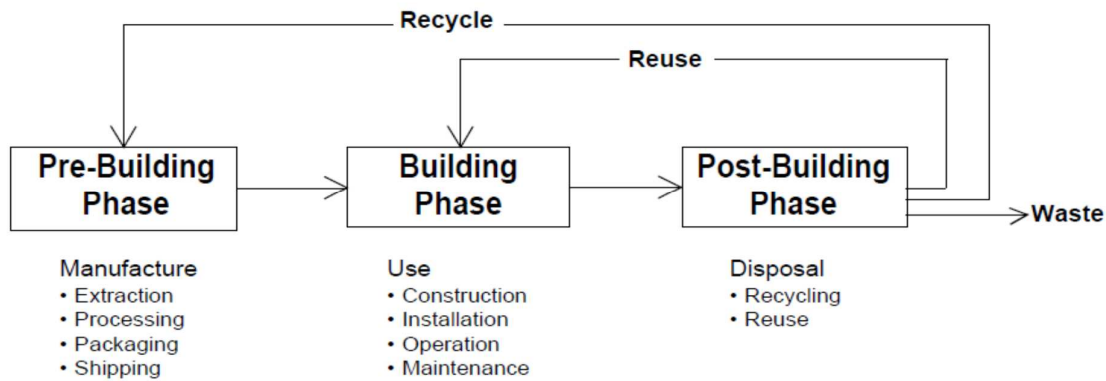 Recycle
Reuse
Pre-Building
Phase
Building
Phase
Post-Building
Phase
Waste
Manufacture
• Extraction
• Processing
• Packaging
• Shipping
Use
• Construction
• Installation
• Operation
• Maintenance
Disposal
• Recycling
• Reuse